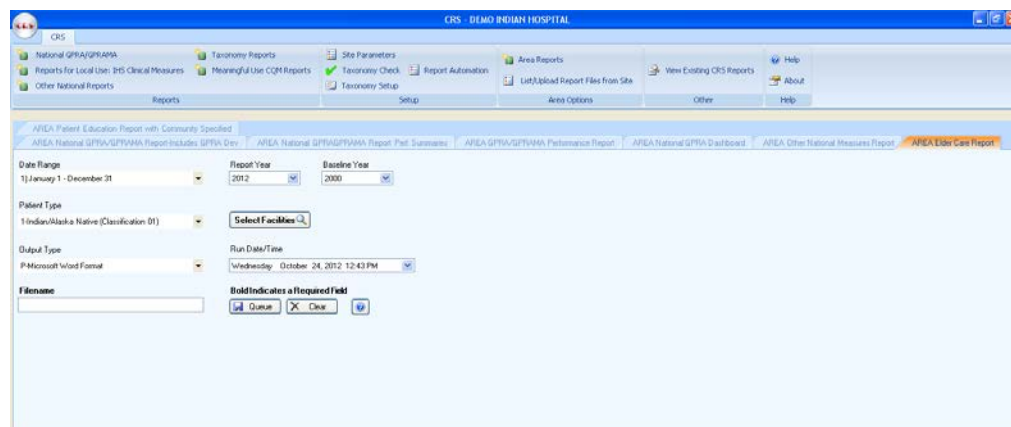 CRS - DEMO INDIAN HOSPITAL
CRS
National GPRA/GPRAMA
Reports for Local Use: IHS Clinical Measures
Other National Reports
Taxonomy Reports
Meaningful Use CQM Reports
Reports
Site Parameters
Taxonomy Check
Report Automation
Taxonomy Setup
Setup
Area Reports
List/Upload Report Files from Site
Area Options
View Existing CRS Reports
Other
Help
About
Help
AREA Patient Education Report with Community Specified
AREA National GPRA/GPRAMA Report-Includes GPRA Dev
AREA National GPRA/GPRAMA Report Pat. Summaries
AREA GPRA/GPRAMA Performance Report
AREA National GPRA Dashboard
AREA Other National Measures Report
AREA Elder Care Report
Date Range
Report Year
Baseline Year
1) January 1 - December 31
2012
2000
Patient Type
1-Indian/Alaska Native (Classification 01)
Select Facilities
Output Type
Run Date/Time
P-Microsoft Word Format
Wednesday October 24, 2012 12:43 PM
Filename
Bold Indicates a Required Field
Queue
Clear